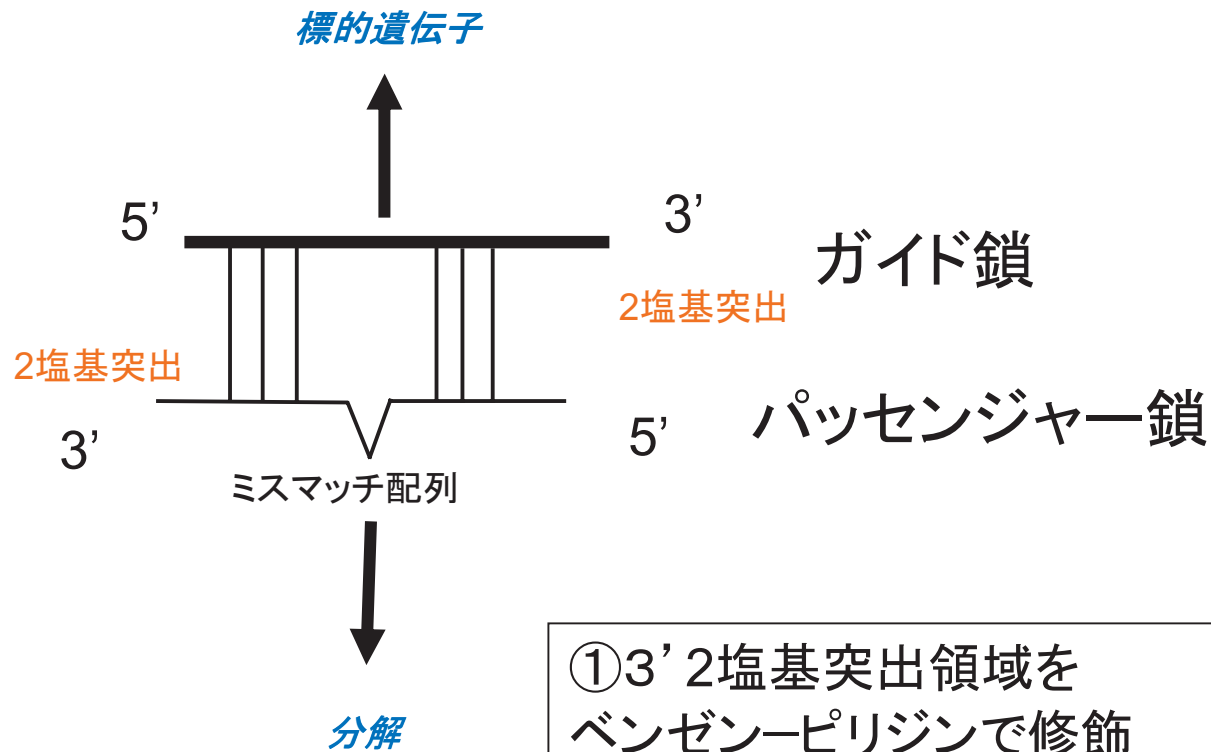 標的遺伝子
5’
3’
ガイド鎖
2塩基突出
2塩基突出
3’
5’
パッセンジャー鎖
ミスマッチ配列
①3’2塩基突出領域を
ベンゼン−ピリジンで修飾
分解